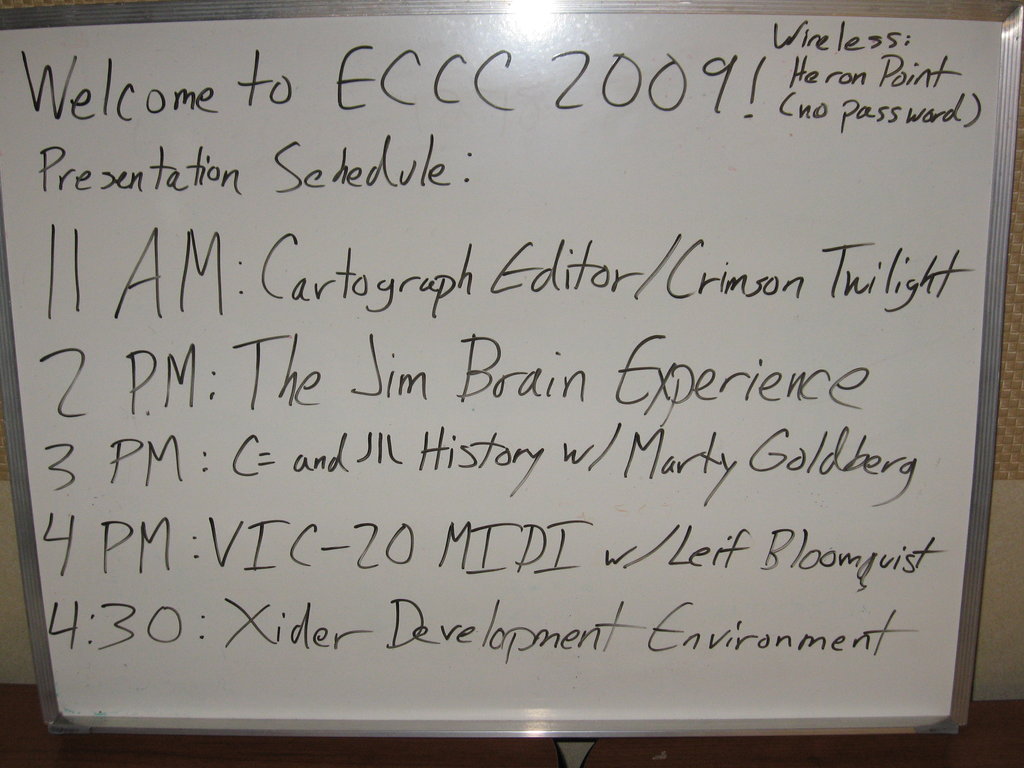 Welcome to ECCC 2009!
Wireless:
Heron Point
(no password)
Presentation Schedule:
11 AM: Cartograph Editor/Crimson Twilight
2 PM: The Jim Brain Experience
3 PM: C= and History w/ Marty Goldberg
4 PM: VIC-20 MIDI w/ Leif Bloomquist
4:30: Xider Development Environment